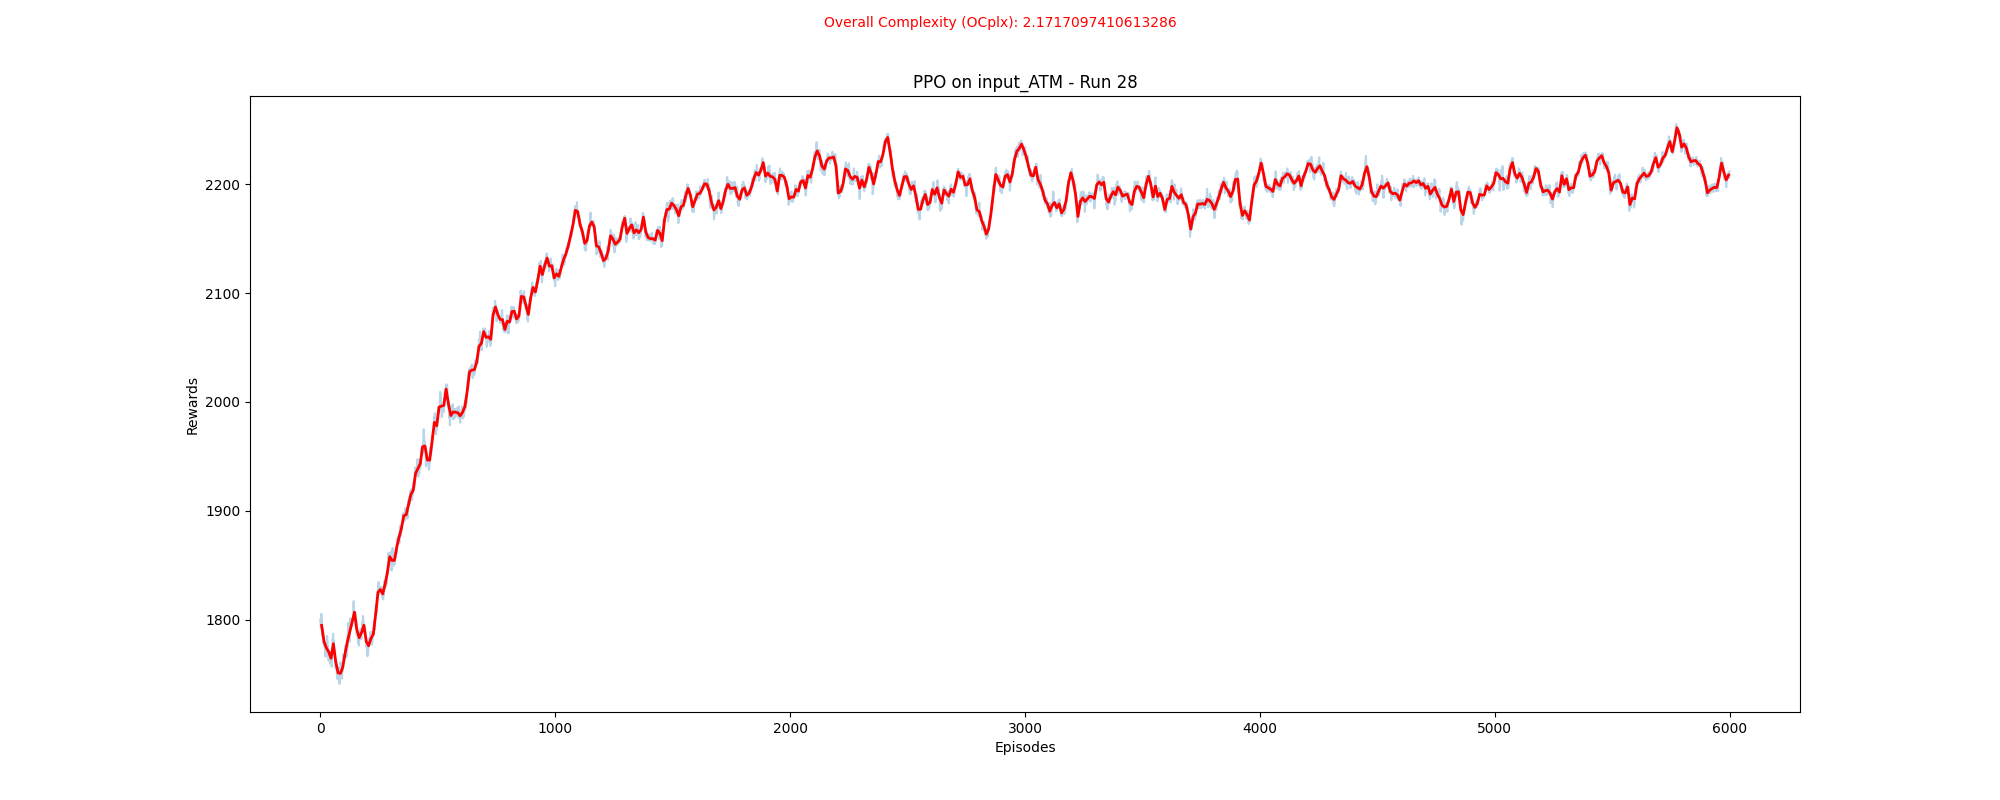 Overall Complexity (OCplx): 2.1717097410613286
PPO on input_ATM - Run 28
2200
2100
2000
1900
1800
Rewards
0 1000 2000 3000 4000 5000 6000
Episodes